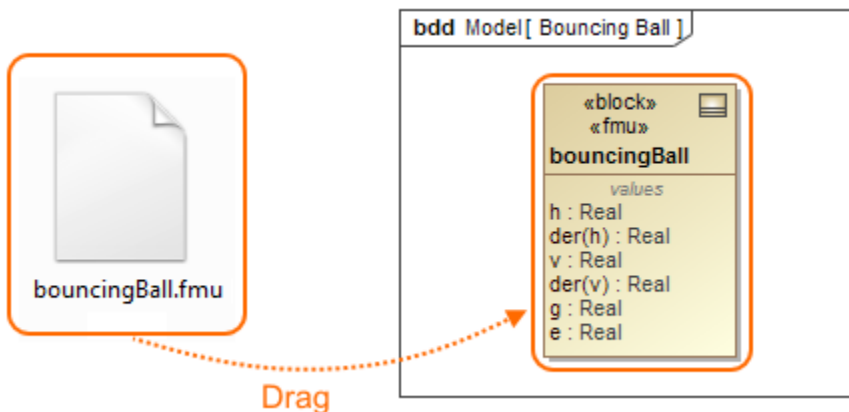 bdd Model[ Bouncing Ball ]
«block»
«fmu»
bouncingBall
values
h : Real
der(h) : Real
v : Real
der(v) : Real
g : Real
e : Real
bouncingBall.fmu
Drag